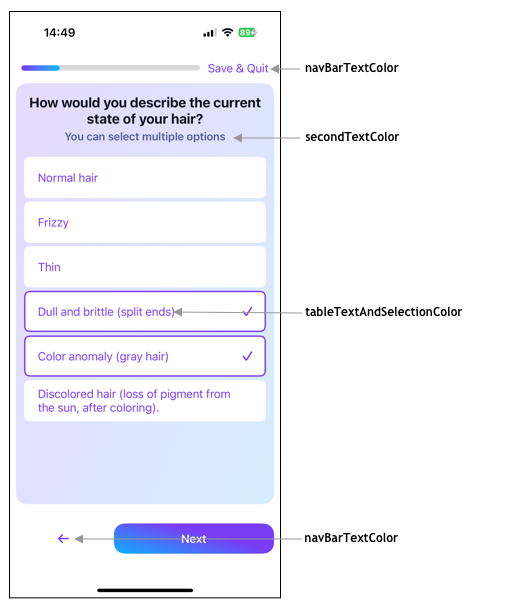 14:49
89
Save & Quit
navBarTextColor
How would you describe the current
state of your hair?
You can select multiple options
secondTextColor
Normal hair
Frizzy
Thin
Dull and brittle (split ends)
tableTextAndSelectionColor
Color anomaly (gray hair)
Discolored hair (loss of pigment from
the sun, after coloring).
Next
navBarTextColor